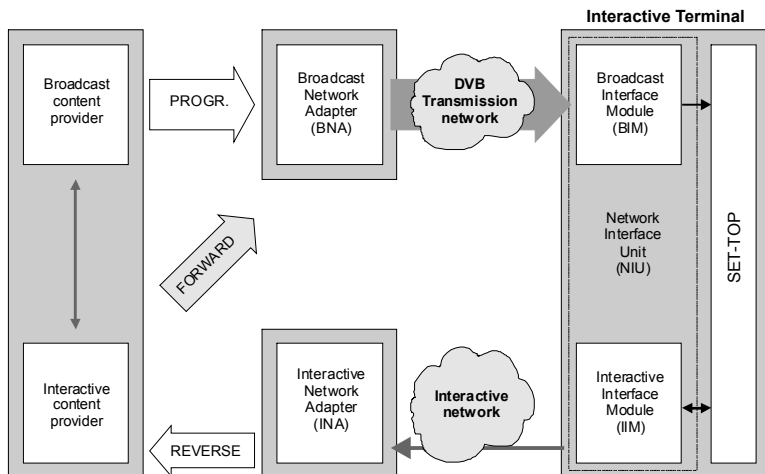 Interactive Terminal
Broadcast
content
provider
PROGR.
Broadcast
Network
Adapter
(BNA)
DVB
Transmission
network
Broadcast
Interface
Module
(BIM)
FORWARD
Network
Interface
Unit
(NIU)
SET-TOP
Interactive
content
provider
REVERSE
Interactive
Network
Adapter
(INA)
Interactive
network
Interactive
Interface
Module
(IIM)